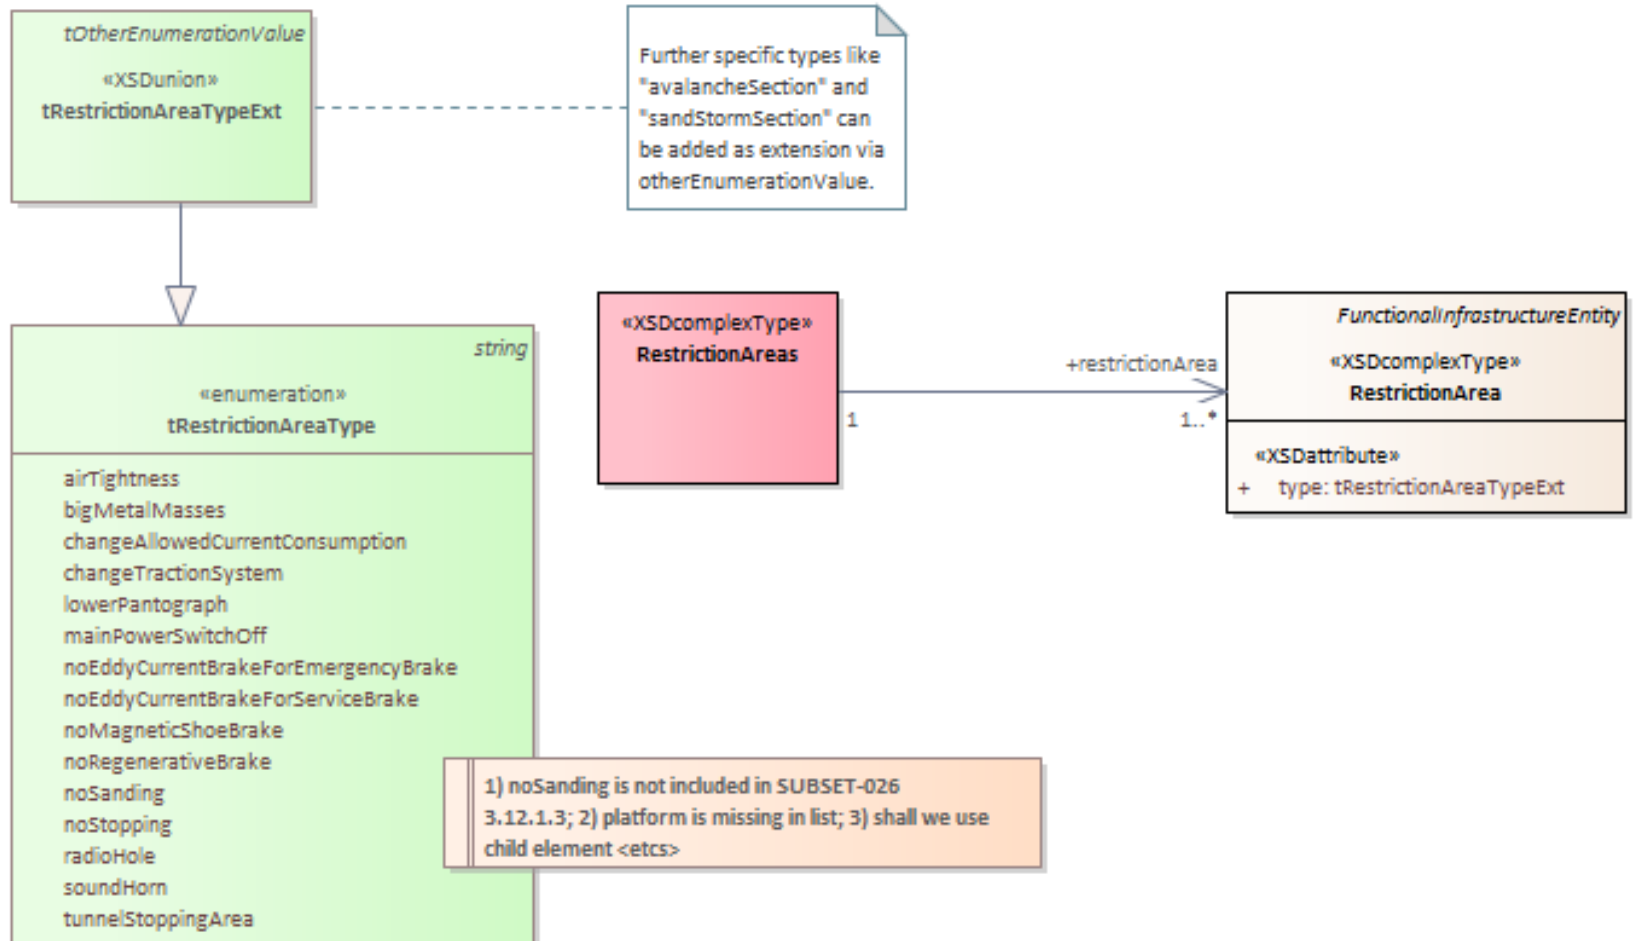 tOtherEnumerationValue
«XSDunion»
tRestrictionAreaTypeExt
Further specific types like
"avalancheSection" and
"sandStormSection" can
be added as extension via
otherEnumerationValue.
string
«enumeration»
tRestrictionAreaType
airTightness
bigMetalMasses
changeAllowedCurrentConsumption
changeTractionSystem
lowerPantograph
mainPowerSwitchOff
noEddyCurrentBrakeForEmergencyBrake
noEddyCurrentBrakeForServiceBrake
noMagneticShoeBrake
noRegenerativeBrake
noSanding
noStopping
radioHole
soundHorn
tunnelStoppingArea
«XSDcomplexType»
RestrictionAreas
+restrictionArea
1
1..*
FunctionalInfrastructureEntity
«XSDcomplexType»
RestrictionArea
«XSDattribute»
+ type: tRestrictionAreaTypeExt
1) noSanding is not included in SUBSET-026
3.12.1.3; 2) platform is missing in list; 3) shall we use
child element <etcs>